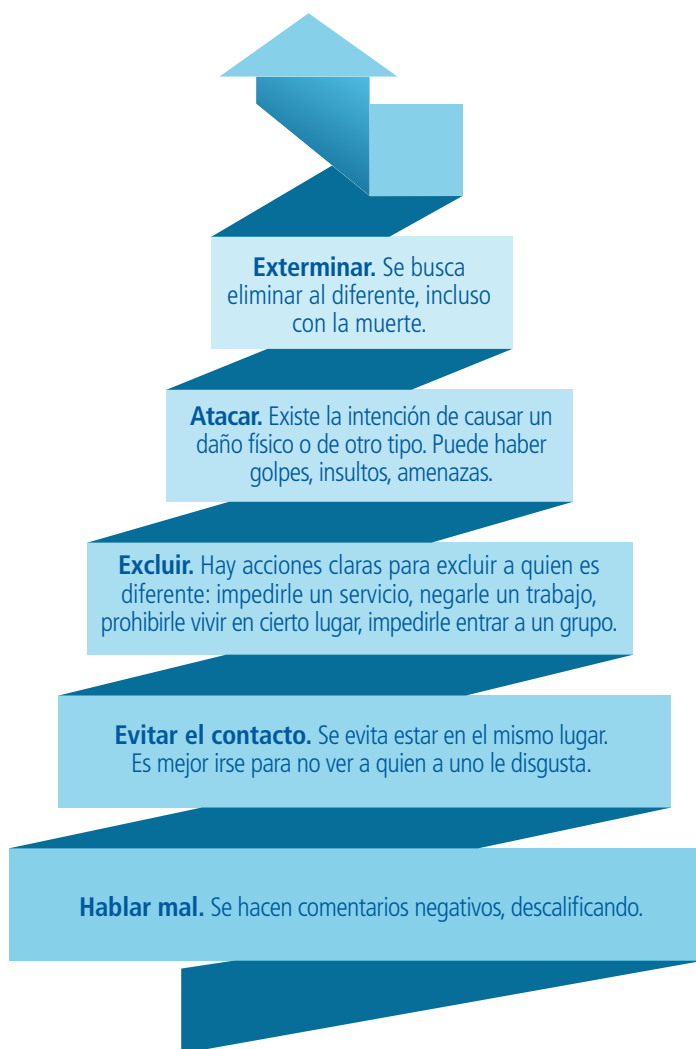 Exterminar. Se busca
eliminar al diferente, incluso
con la muerte.
Atacar. Existe la intención de causar un
daño físico o de otro tipo. Puede haber
golpes, insultos, amenazas.
Excluir. Hay acciones claras para excluir a quien es
diferente: impedirle un servicio, negarle un trabajo,
prohibirle vivir en cierto lugar, impedirle entrar a un grupo.
Evitar el contacto. Se evita estar en el mismo lugar.
Es mejor irse para no ver a quien a uno le disgusta.
Hablar mal. Se hacen comentarios negativos, descalificando.